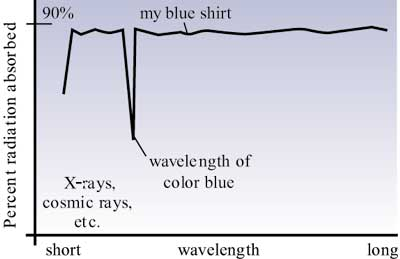 90%
my blue shirt
Percent radiation absorbed
wavelength of
color blue
X-rays,
cosmic rays,
etc.
short
wavelength
long